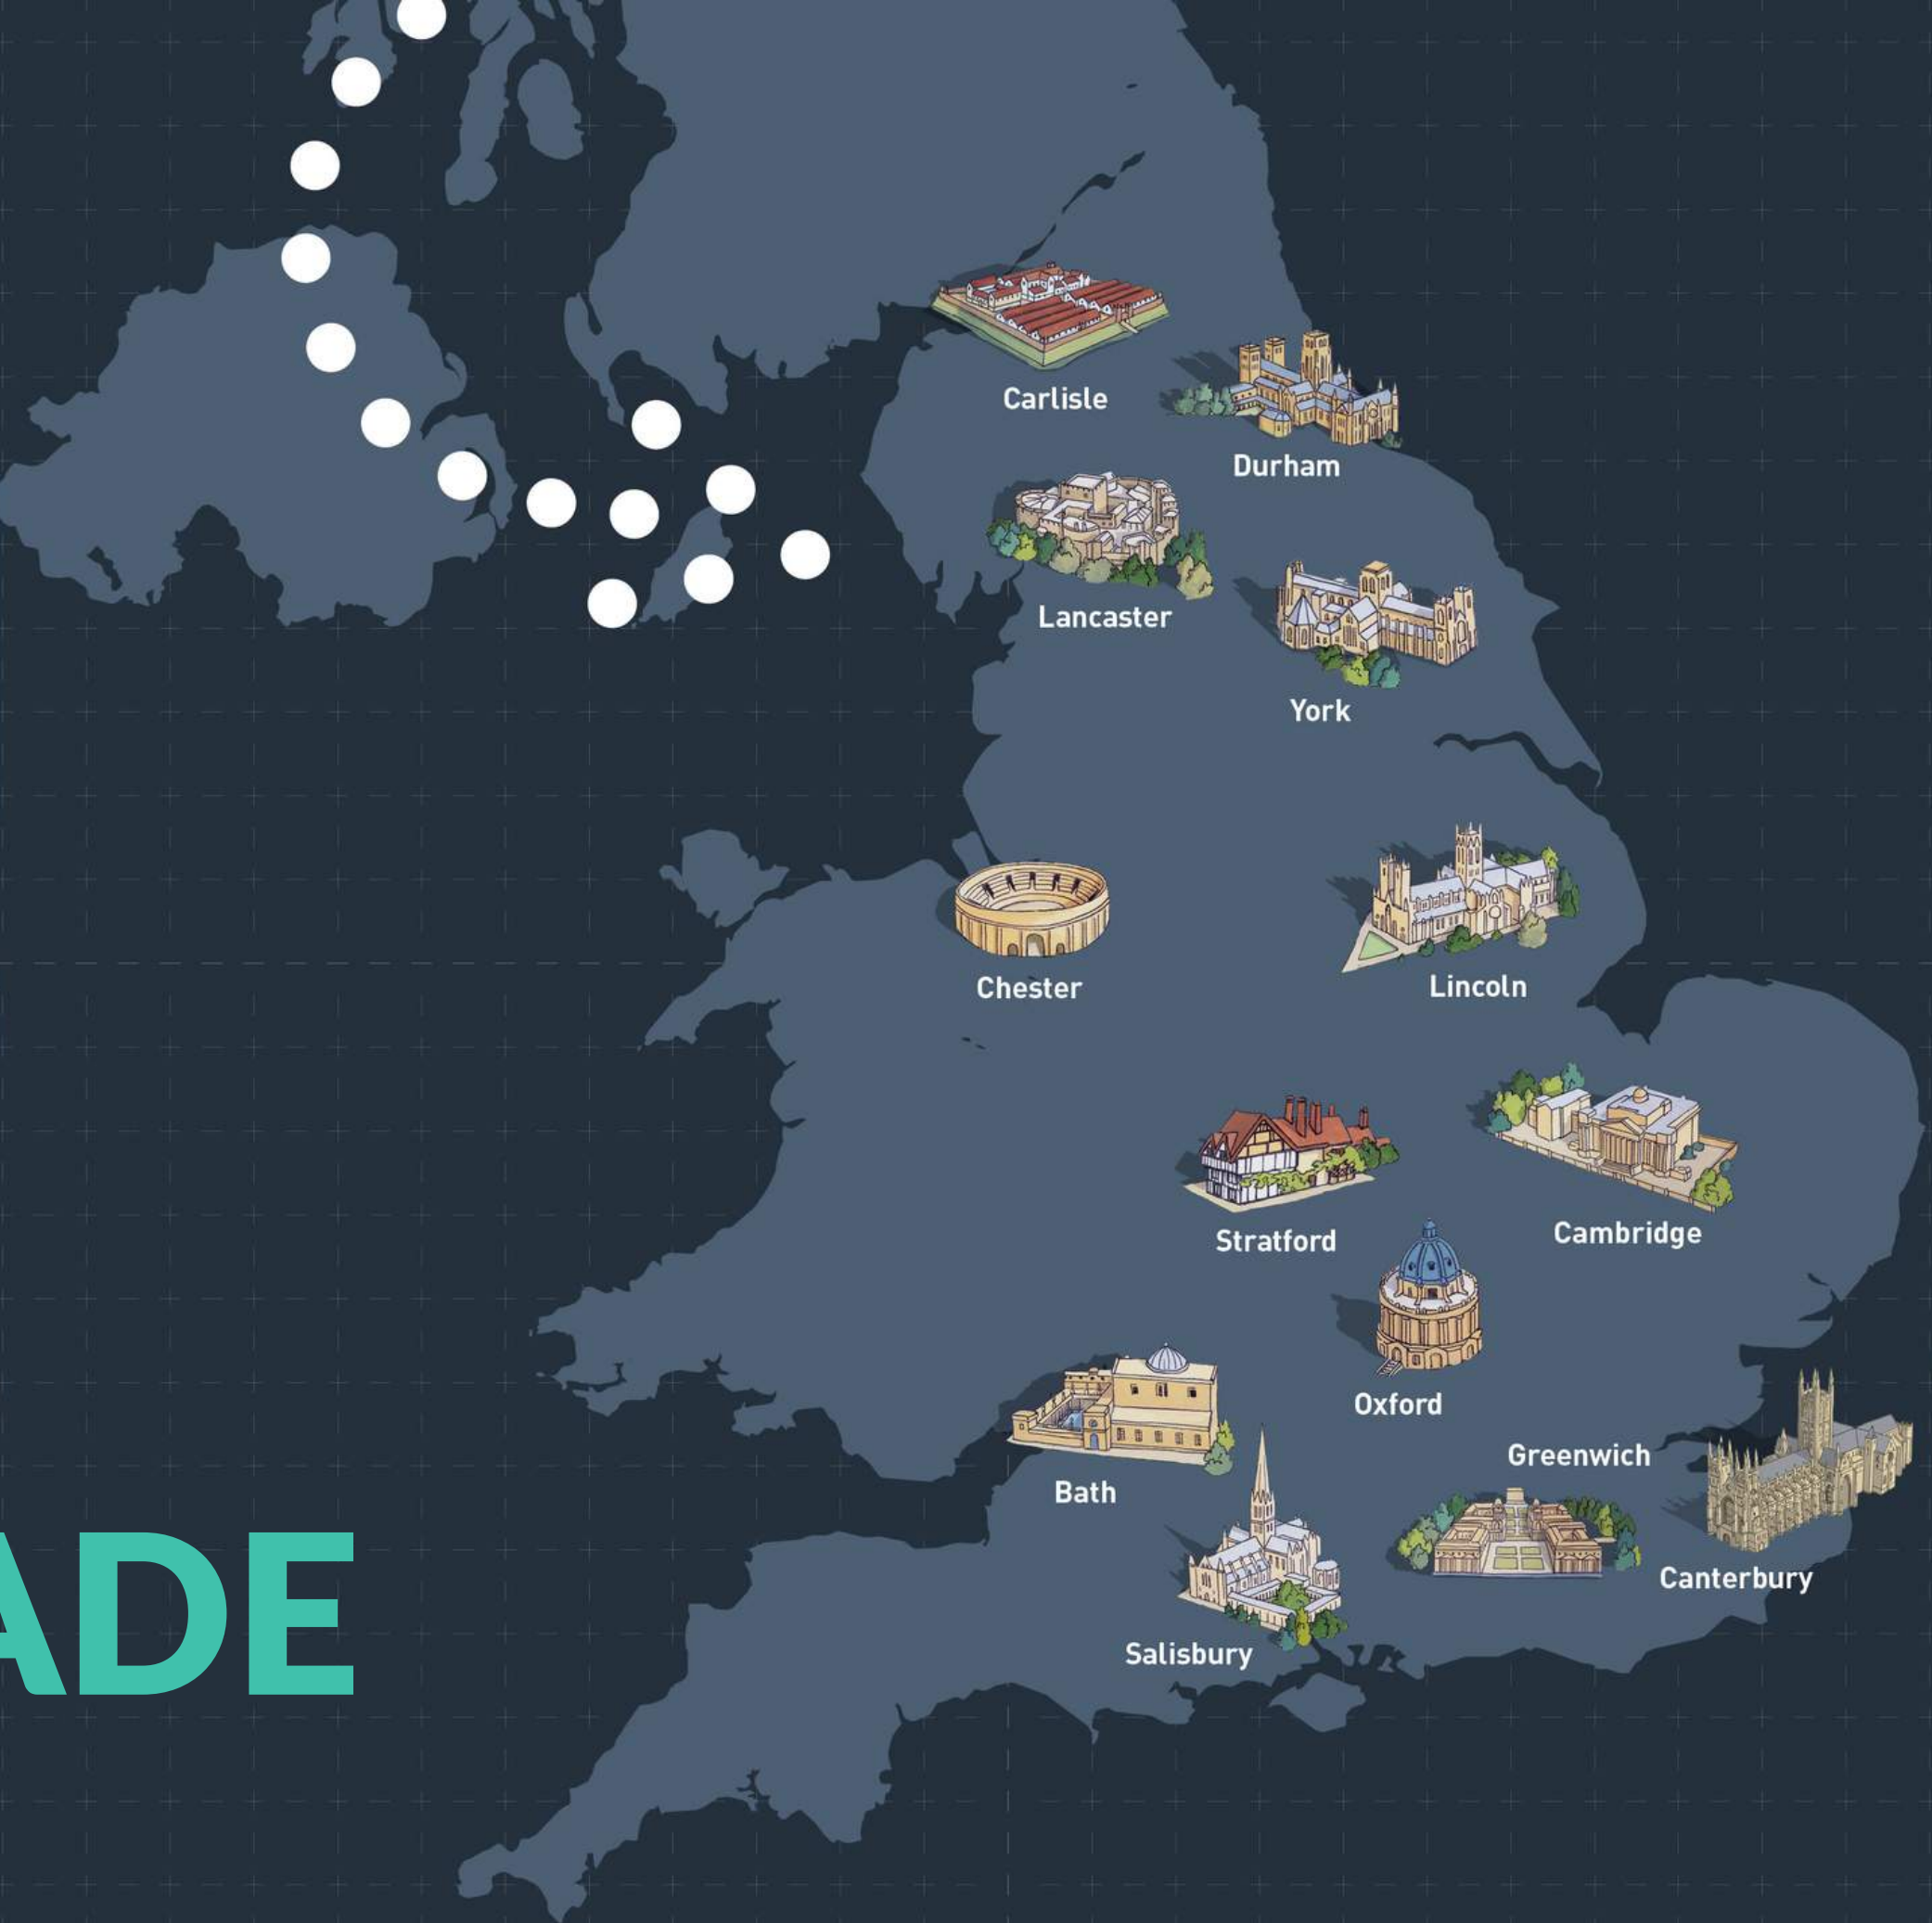 Carlisle
Durham
Lancaster
York
Chester
Lincoln
Stratford
Cambridge
Oxford
Greenwich
Bath
ADE
Canterbury
Salisbury